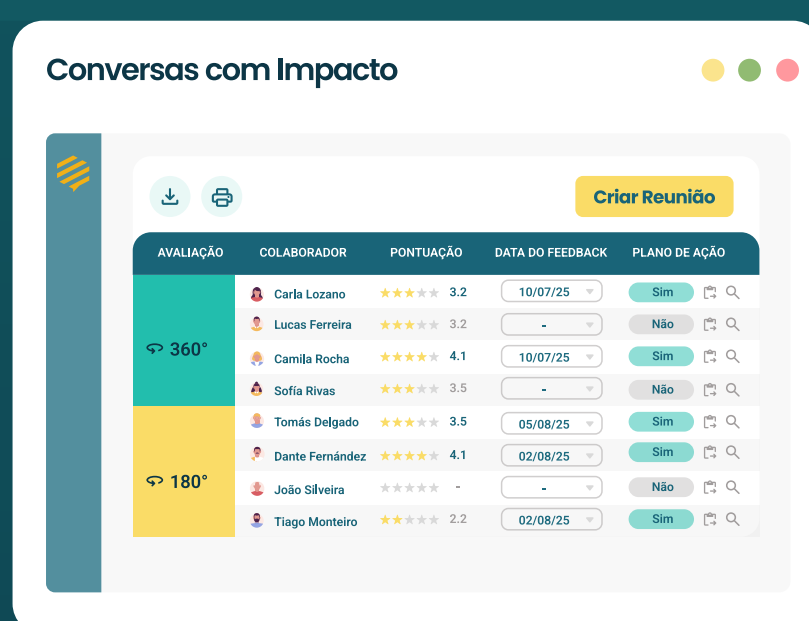 Conversas com Impacto
Criar Reunião
AVALIAÇÃO COLABORADOR PONTUAÇÃO DATA DO FEEDBACK PLANO DE AÇÃO
360°
Carla Lozano 3.2 10/07/25 Sim
Lucas Ferreira 3.2 - Não
Camila Rocha 4.1 10/07/25 Sim
Sofía Rivas 3.5 - Não
180°
Tomás Delgado 3.5 05/08/25 Sim
Dante Fernández 4.1 02/08/25 Sim
João Silveira - - Não
Tiago Monteiro 2.2 02/08/25 Sim